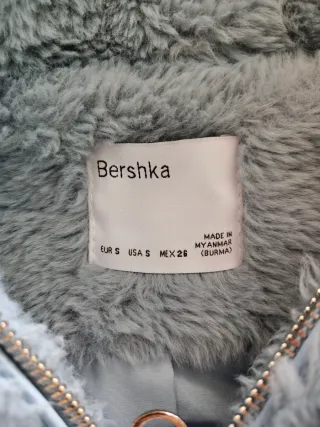 Bershka
EUR S USA S MEX 26
MADE IN
MYANMAR
(BURMA)